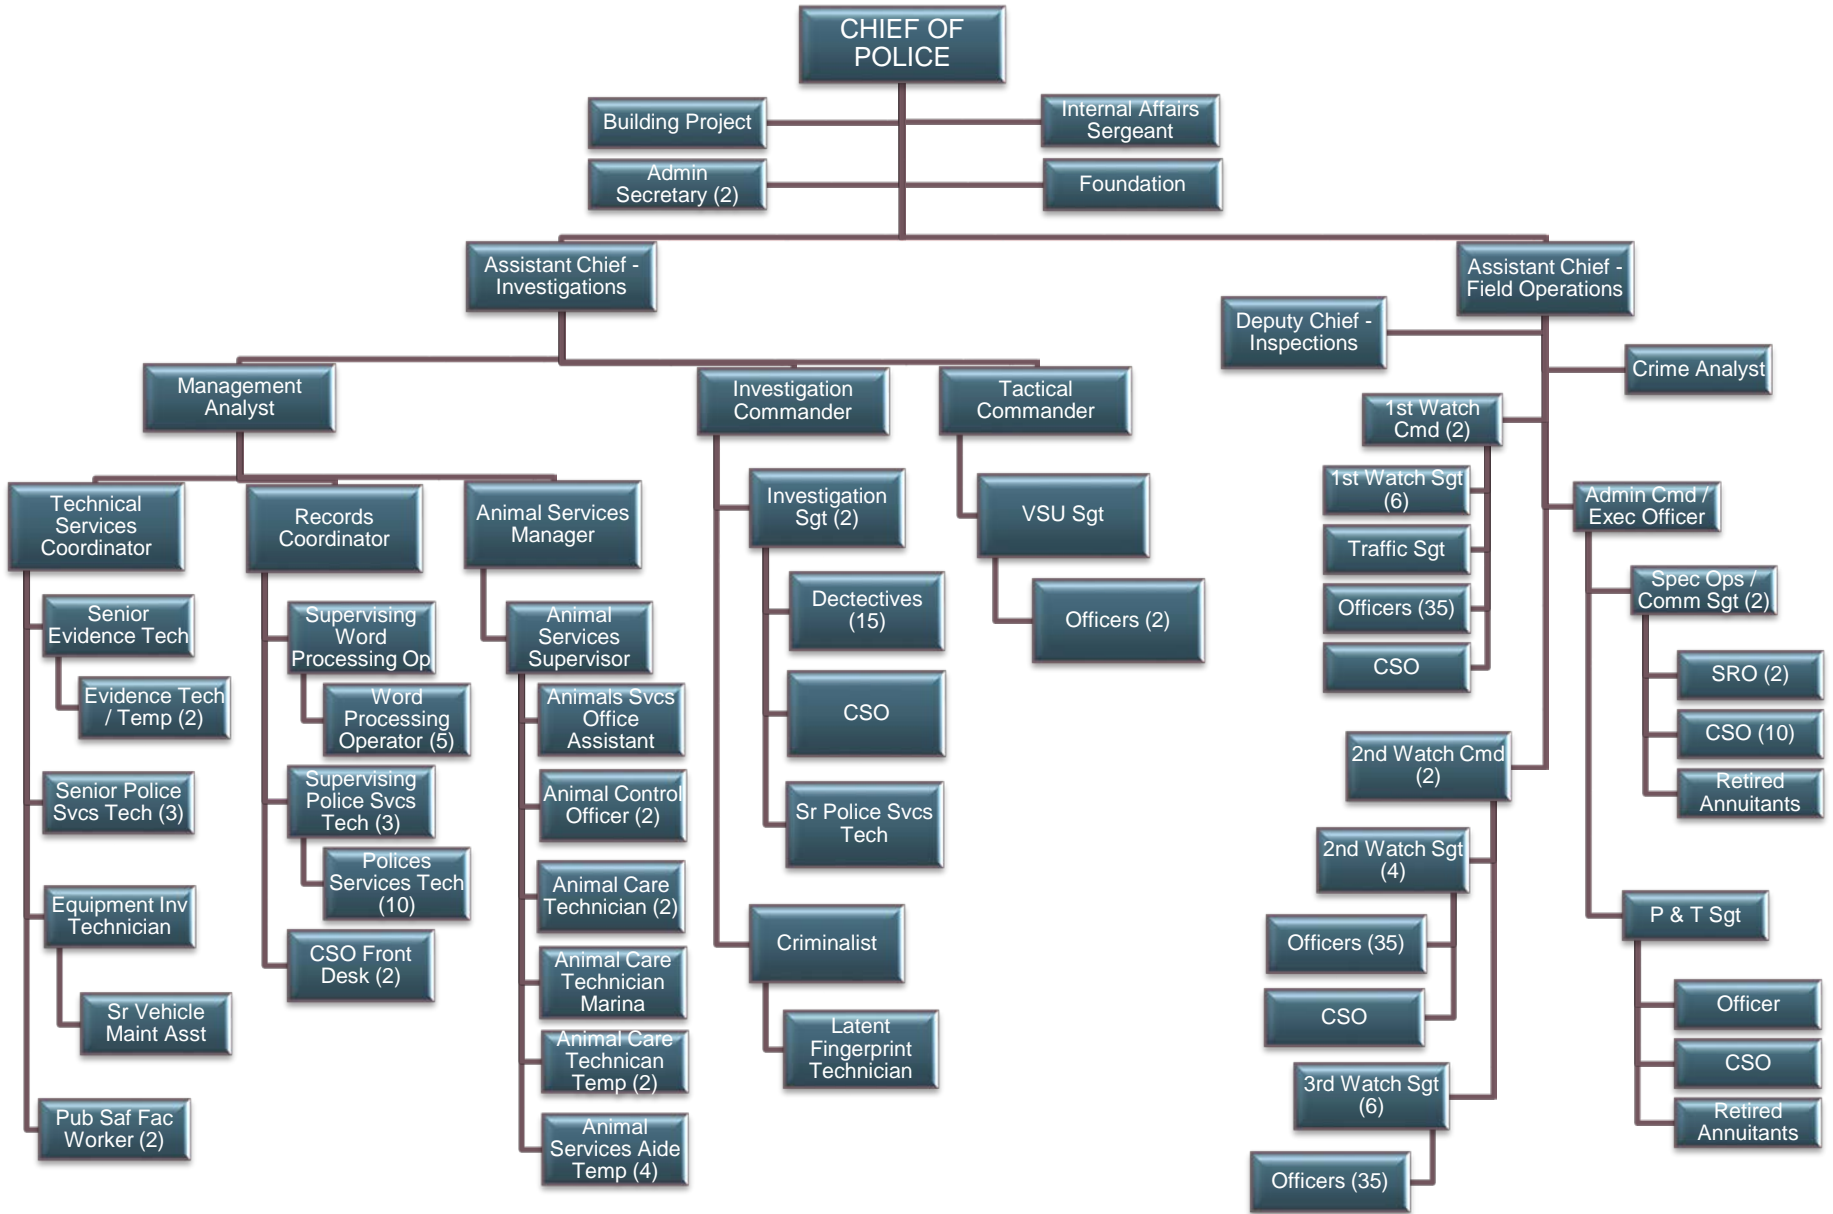 CHIEF OF
POLICE
Building Project
Internal Affairs
Sergeant
Admin
Secretary (2)
Foundation
Assistant Chief -
Investigations
Assistant Chief -
Field Operations
Management
Analyst
Technical
Services
Coordinator
Senior
Evidence Tech
Evidence Tech
/ Temp (2)
Senior Police
Svcs Tech (3)
Equipment Inv
Technician
Sr Vehicle
Maint Asst
Pub Saf Fac
Worker (2)
Records
Coordinator
Supervising
Word
Processing Op
Word
Processing
Operator (5)
Supervising
Police Svcs
Tech (3)
Polices
Services Tech
(10)
CSO Front
Desk (2)
Animal Services
Manager
Animal
Services
Supervisor
Animals Svcs
Office
Assistant
Animal Control
Officer (2)
Animal Care
Technician (2)
Animal Care
Technician
Marina
Animal Care
Technican
Temp (2)
Animal
Services Aide
Temp (4)
Investigation
Commander
Investigation
Sgt (2)
Dectectives
(15)
CSO
Sr Police Svcs
Tech
Criminalist
Latent
Fingerprint
Technician
Tactical
Commander
VSU Sgt
Officers (2)
Deputy Chief -
Inspections
Crime Analyst
1st Watch
Cmd (2)
1st Watch Sgt
(6)
Traffic Sgt
Officers (35)
CSO
2nd Watch Cmd
(2)
2nd Watch Sgt
(4)
Officers (35)
CSO
3rd Watch Sgt
(6)
Officers (35)
Admin Cmd /
Exec Officer
Spec Ops /
Comm Sgt (2)
SRO (2)
CSO (10)
Retired
Annuitants
P & T Sgt
Officer
CSO
Retired
Annuitants